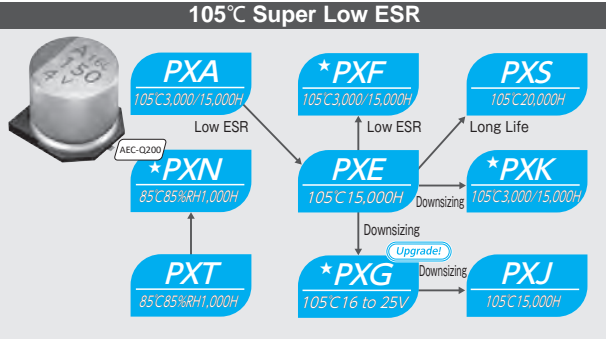 105℃ Super Low ESR
A16L
150
4V
AEC-Q200
PXA
105℃3,000/15,000H
★PXF
105℃3,000/15,000H
PXS
105℃20,000H
Low ESR
Low ESR
Long Life
★PXN
85℃85%RH1,000H
PXE
105℃15,000H
Downsizing
★PXK
105℃3,000/15,000H
Downsizing
Upgrade!
PXT
85℃85%RH1,000H
★PXG
105℃16 to 25V
Downsizing
PXJ
105℃15,000H